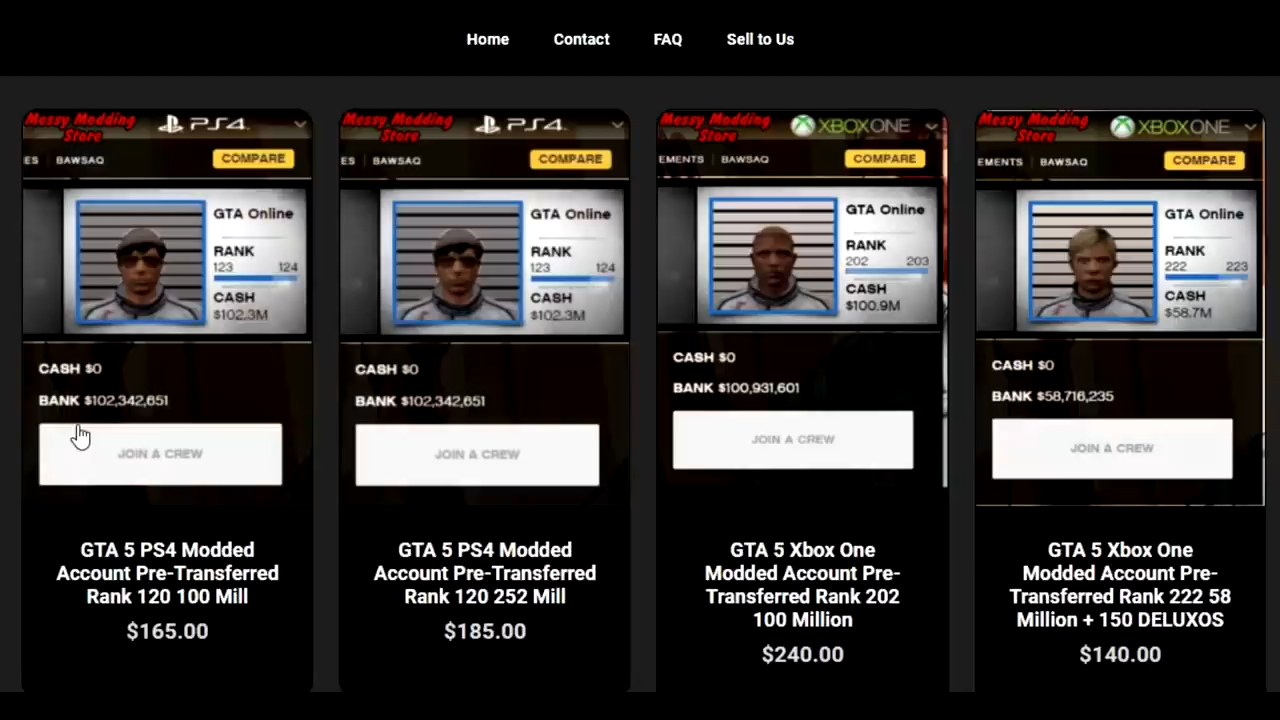 Home Contact FAQ Sell to Us
Messy Modding
Store
PS4
ES BAWSAQ COMPARE
GTA Online
RANK
123 124
CASH
$102.3M
CASH $0
BANK $102,342,651
JOIN A CREW
GTA 5 PS4 Modded
Account Pre-Transferred
Rank 120 100 Mill
$165.00
Messy Modding
Store
PS4
ES BAWSAQ COMPARE
GTA Online
RANK
123 124
CASH
$102.3M
CASH $0
BANK $102,342,651
JOIN A CREW
GTA 5 PS4 Modded
Account Pre-Transferred
Rank 120 252 Mill
$185.00
Messy Modding
Store
XBOX ONE
EMENTS BAWSAQ COMPARE
GTA Online
RANK
202 203
CASH
$100.9M
CASH $0
BANK $100,931,601
JOIN A CREW
GTA 5 Xbox One
Modded Account Pre-
Transferred Rank 202
100 Million
$240.00
Messy Modding
Store
XBOX ONE
EMENTS BAWSAQ COMPARE
GTA Online
RANK
222 223
CASH
$58.7M
CASH $0
BANK $58,716,235
JOIN A CREW
GTA 5 Xbox One
Modded Account Pre-
Transferred Rank 222 58
Million + 150 DELUXOS
$140.00